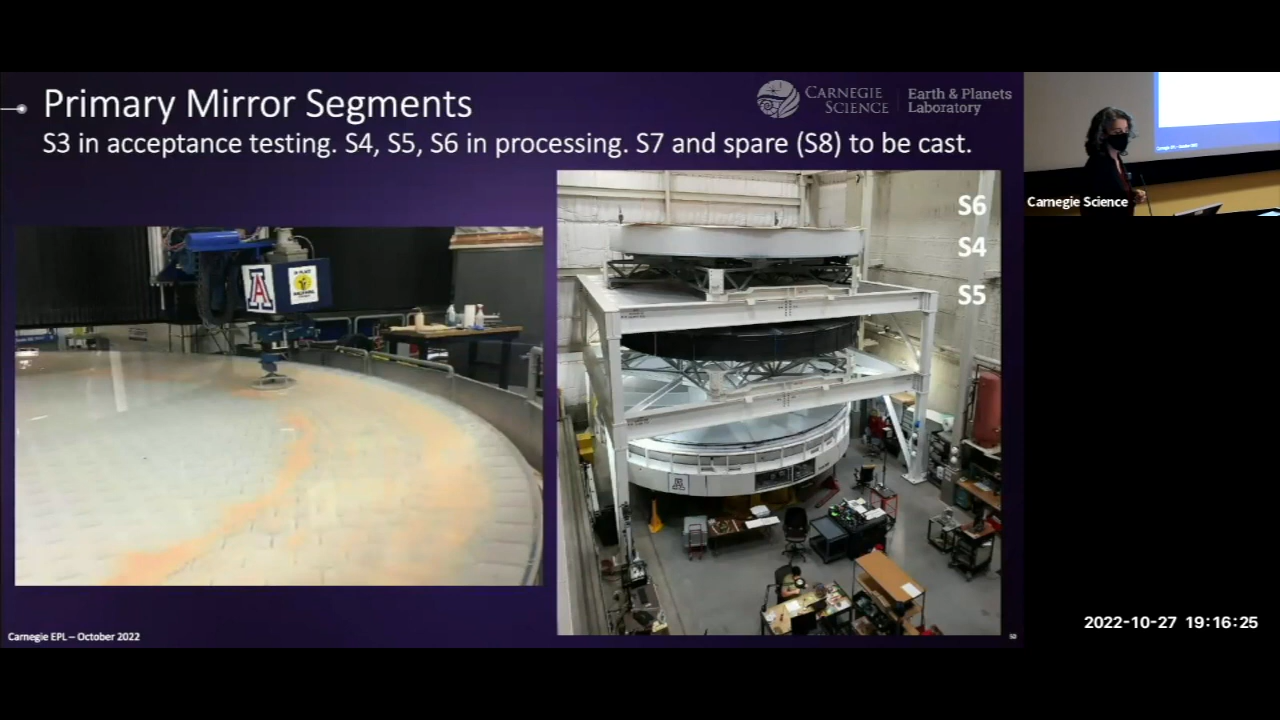 Primary Mirror Segments
S3 in acceptance testing. S4, S5, S6 in processing. S7 and spare (S8) to be cast.
CARNEGIE
SCIENCE
Earth & Planets
Laboratory
S6
S4
S5
A
A
Carnegie EPL – October 2022
50
Carnegie Science
2022-10-27 19:16:25